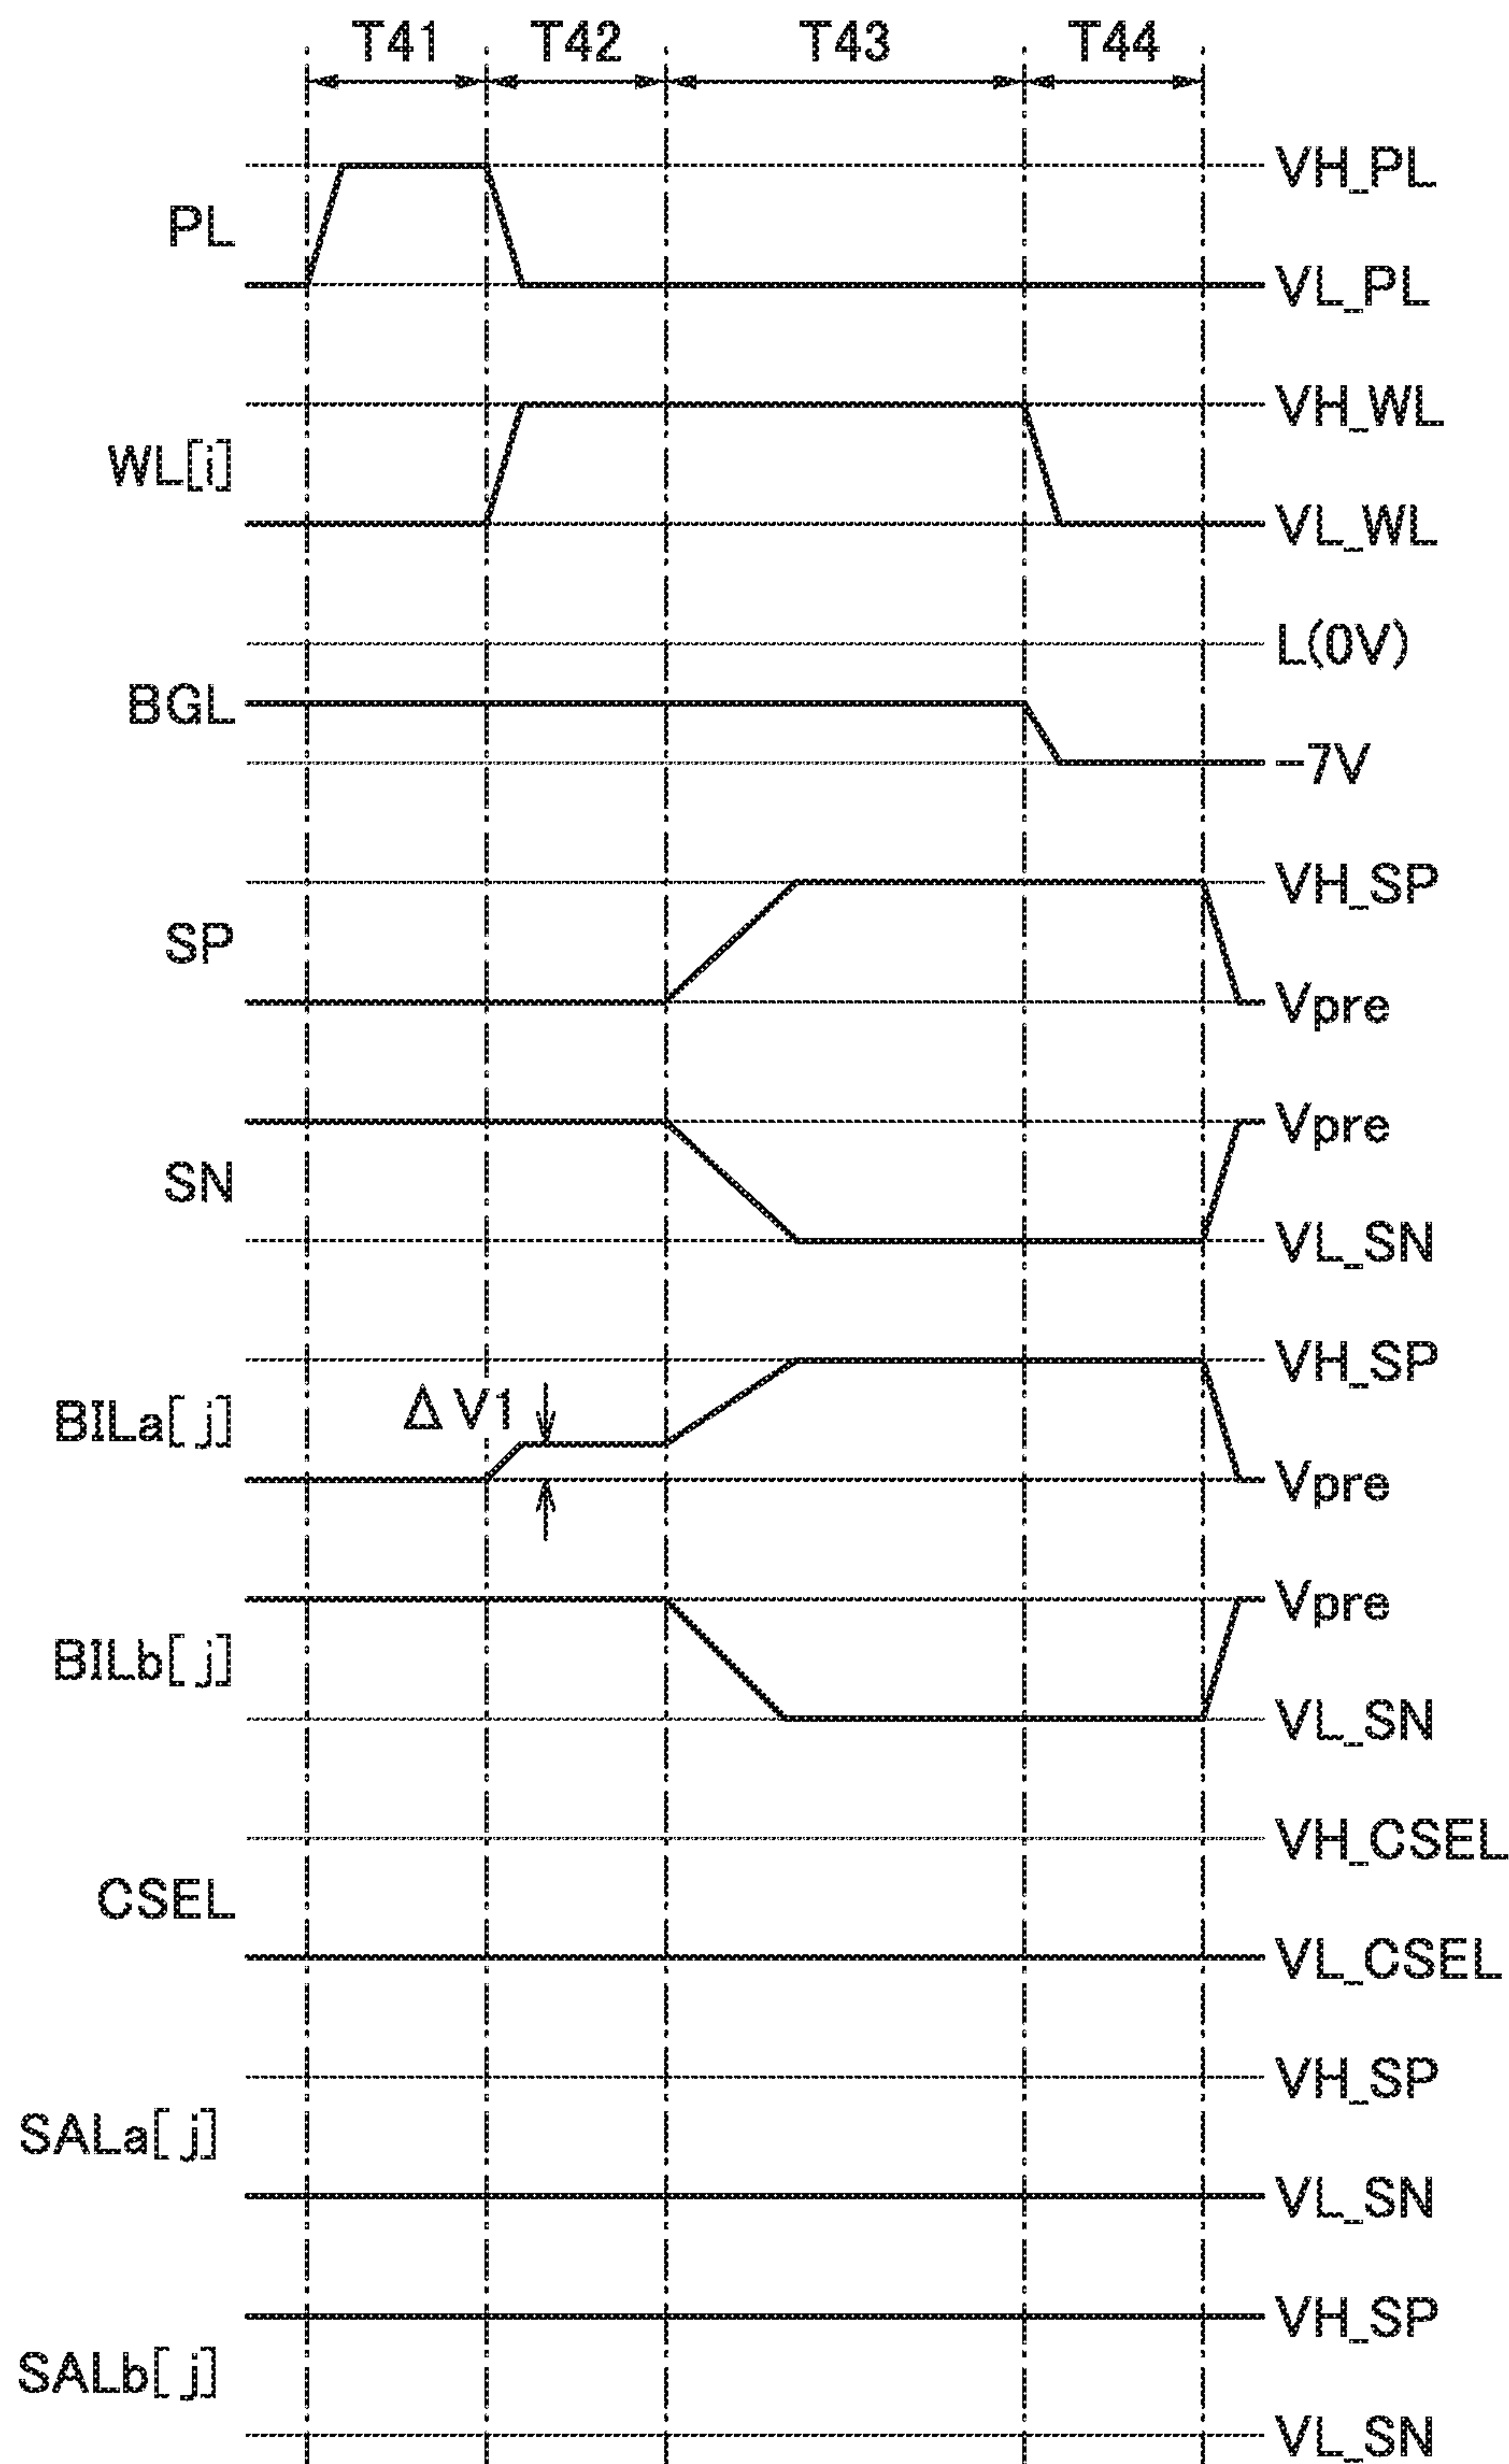 T41 T42 T43 T44
VH_PL
PL
VL_PL
VH_WL
WL[i]
VL_WL
L(0V)
BGL
-7V
VH_SP
SP
Vpre
Vpre
SN
VL_SN
VH_SP
ΔV1
BILa[j]
Vpre
Vpre
BILb[j]
VL_SN
VH_CSEL
CSEL
VL_CSEL
VH_SP
SALa[j]
VL_SN
VH_SP
SALb[j]
VL_SN